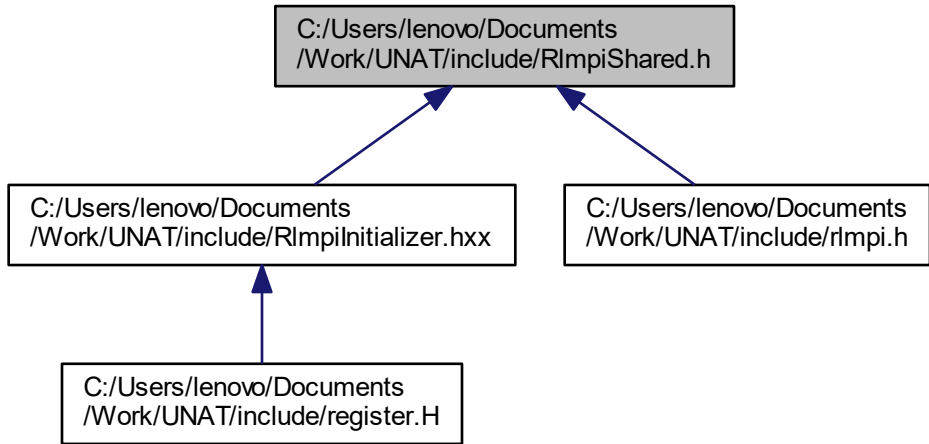 C:/Users/lenovo/Documents
/Work/UNAT/include/RlmpiShared.h
C:/Users/lenovo/Documents
/Work/UNAT/include/RlmpiInitializer.hxx
C:/Users/lenovo/Documents
/Work/UNAT/include/rlmpi.h
C:/Users/lenovo/Documents
/Work/UNAT/include/register.H